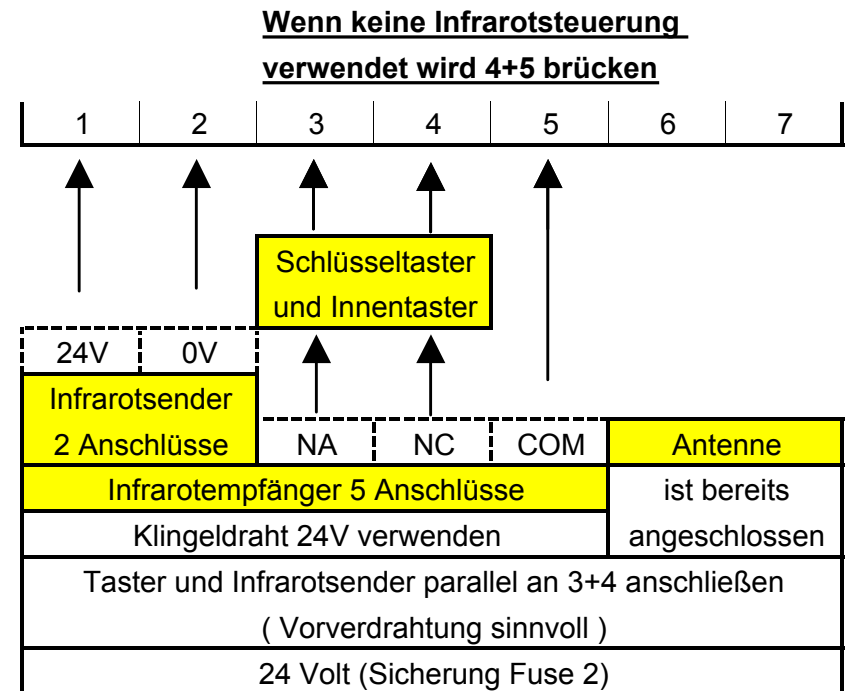 Wenn keine Infrarotsteuerung
verwendet wird 4+5 brücken
1 2 3 4 5 6 7
Schlüsseltaster
und Innentaster
24V 0V
Infrarotsender
2 Anschlüsse NA NC COM Antenne
Infrarotempfänger 5 Anschlüsse ist bereits
Klingeldraht 24V verwenden angeschlossen
Taster und Infrarotsender parallel an 3+4 anschließen
( Vorverdrahtung sinnvoll )
24 Volt (Sicherung Fuse 2)